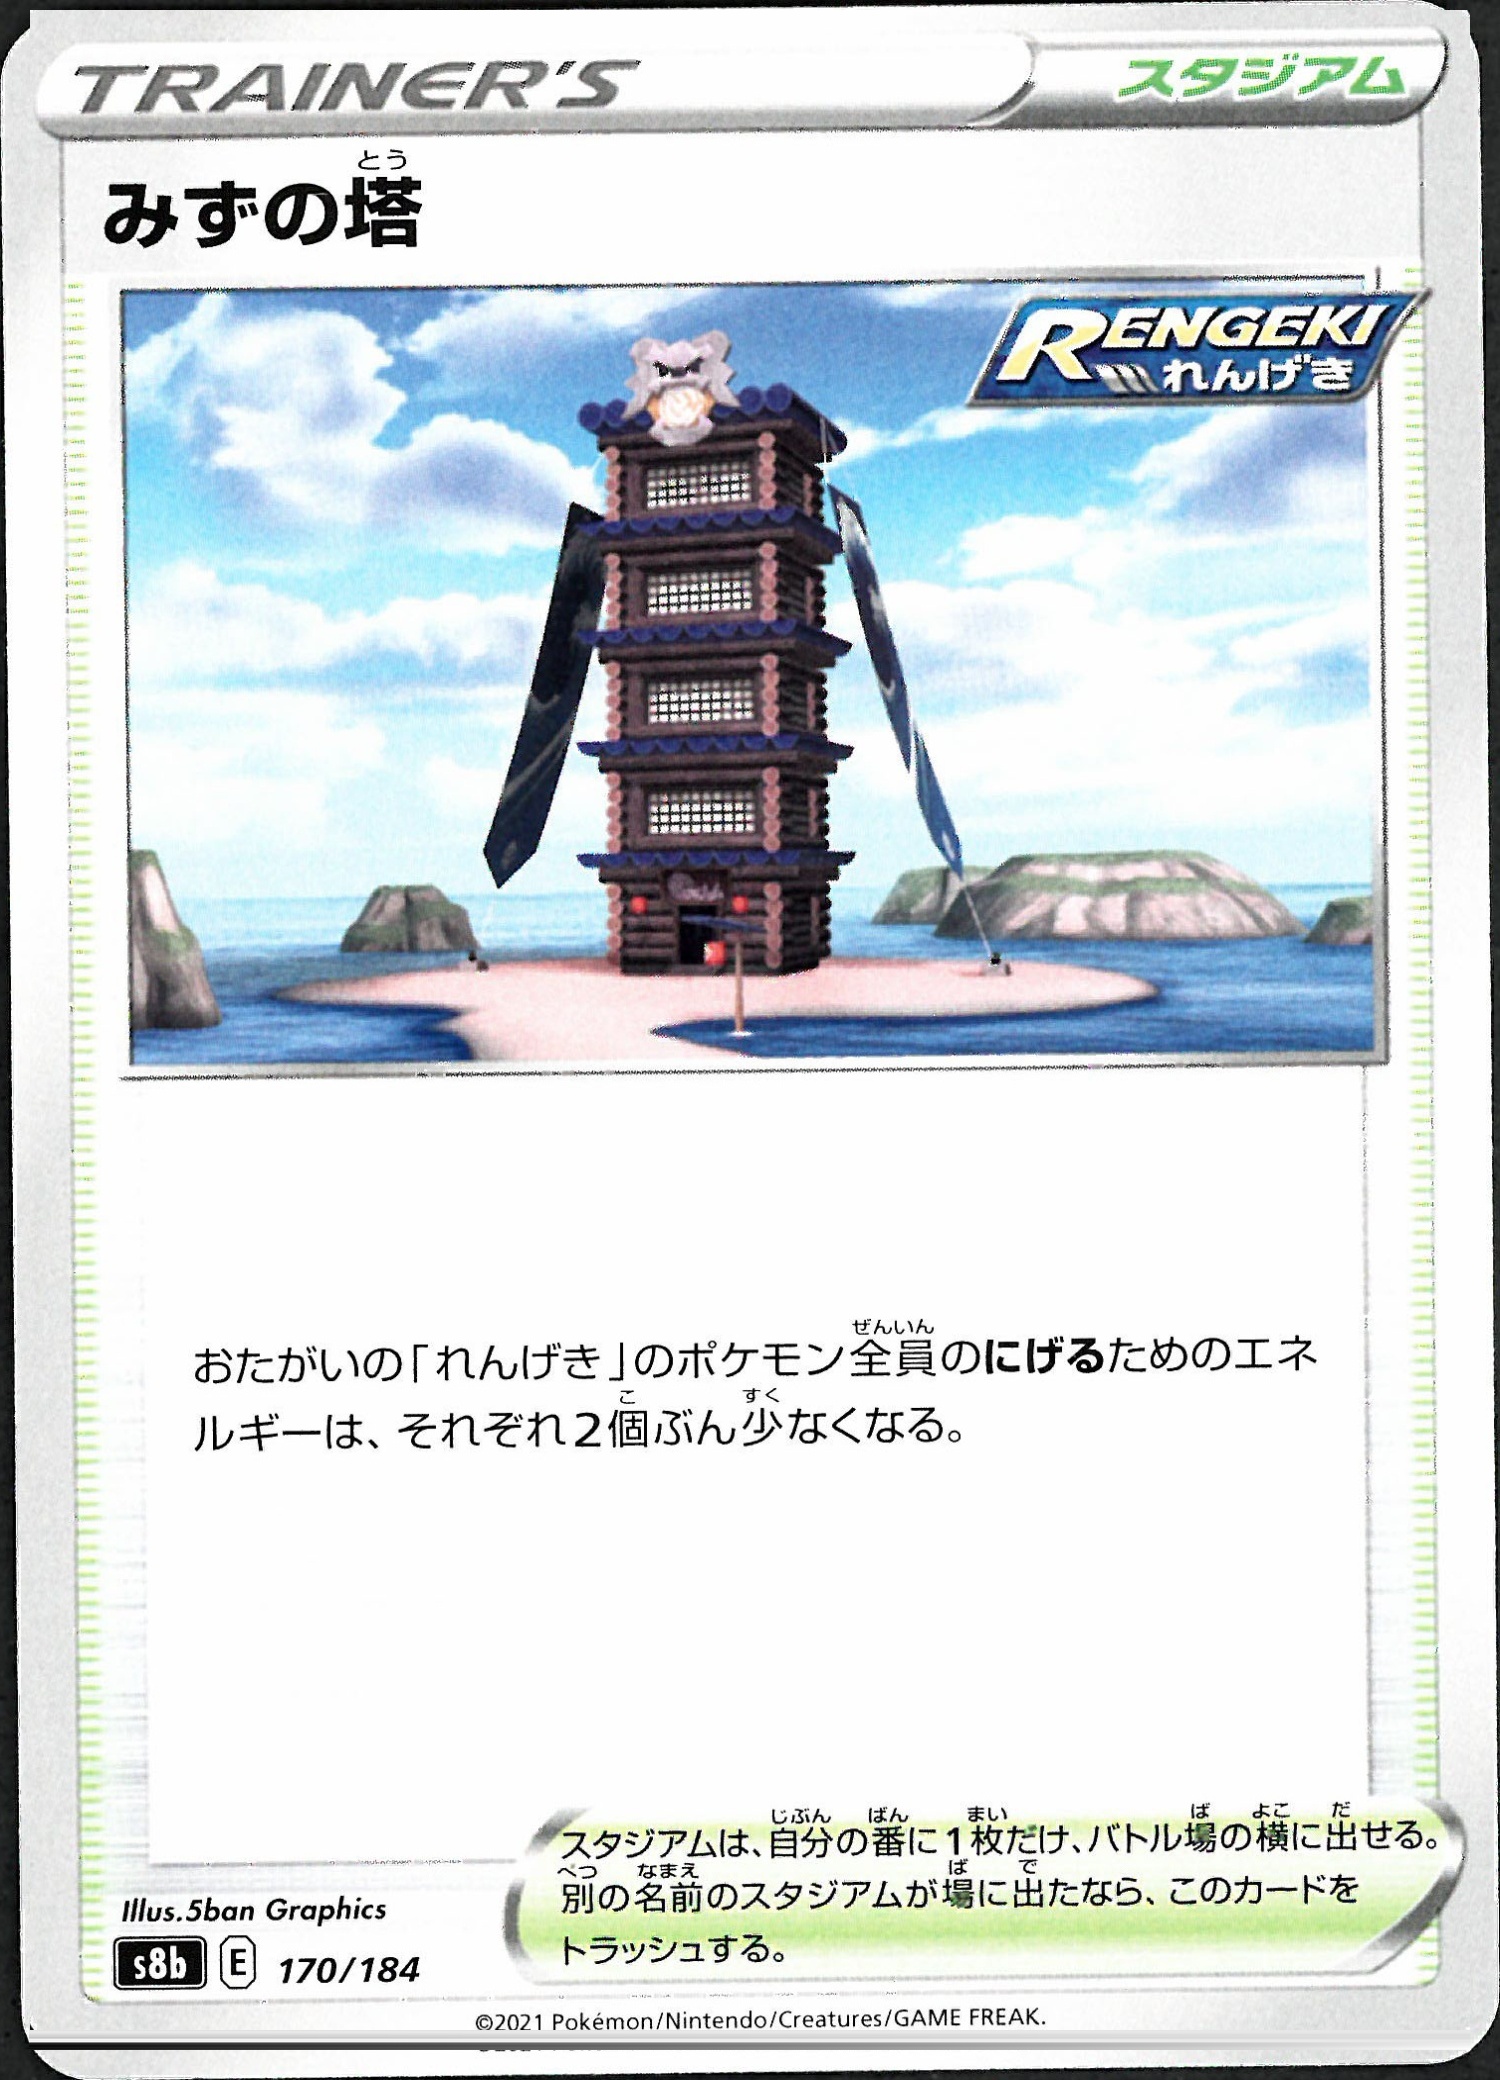 TRAINER'S
スタジアム
とう
みずの塔
RENGEKI
れんげき
ぜんいん
おたがいの「れんげき」のポケモン全員のにげるためのエネ
こ すく
ルギーは、それぞれ2個ぶん少なくなる。
じぶん ばん まい ば よこ だ
スタジアムは、自分の番に1枚だけ、バトル場の横に出せる。
べつ なまえ ば で
別の名前のスタジアムが場に出たなら、このカードを
トラッシュする。
Illus.5ban Graphics
s8b E 170/184
©2021 Pokémon/Nintendo/Creatures/GAME FREAK.